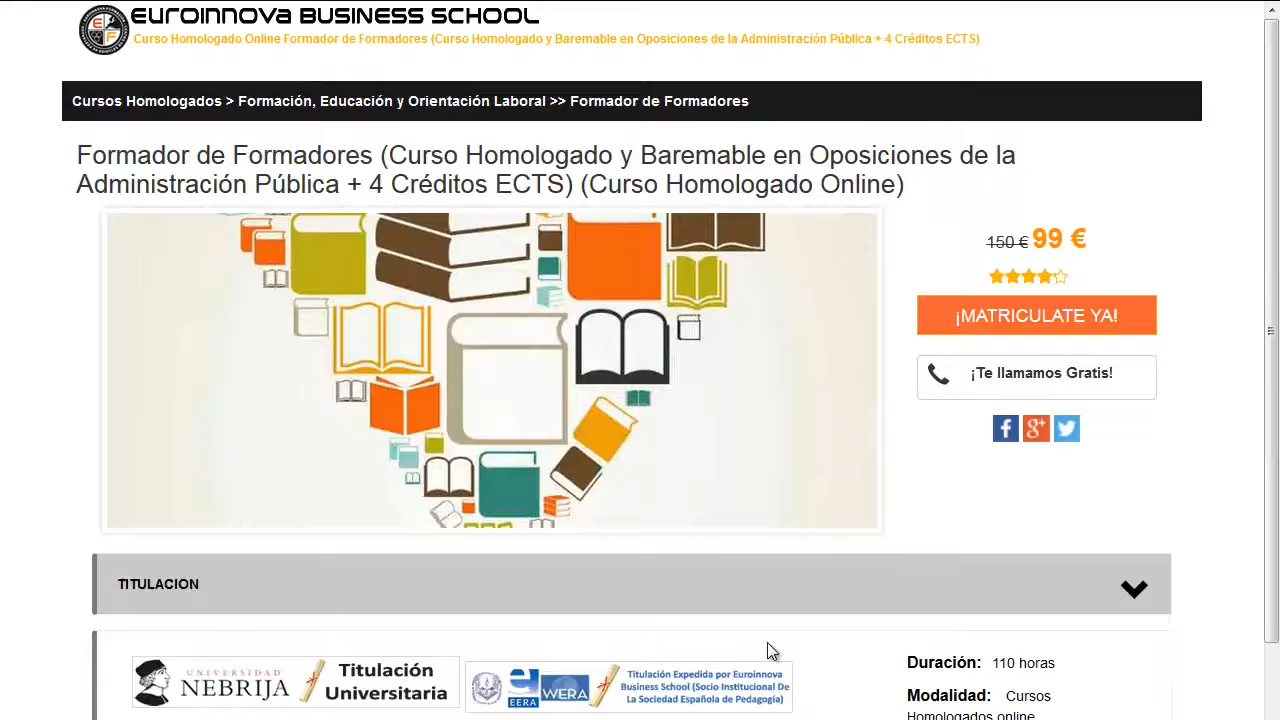 EUROINNOVA BUSINESS SCHOOL
Curso Homologado Online Formador de Formadores (Curso Homologado y Baremable en Oposiciones de la Administración Pública + 4 Créditos ECTS)
Cursos Homologados > Formación, Educación y Orientación Laboral >> Formador de Formadores
Formador de Formadores (Curso Homologado y Baremable en Oposiciones de la
Administración Pública + 4 Créditos ECTS) (Curso Homologado Online)
150 € 99 €
¡MATRICULATE YA!
¡Te llamamos Gratis!
TITULACION
UNIVERSIDAD
NEBRIJA
Titulación
Universitaria
EERA
WERA
Titulación Expedida por Euroinnova
Business School (Socio Institucional De
La Sociedad Española de Pedagogía)
Duración: 110 horas
Modalidad: Cursos
Homologados online